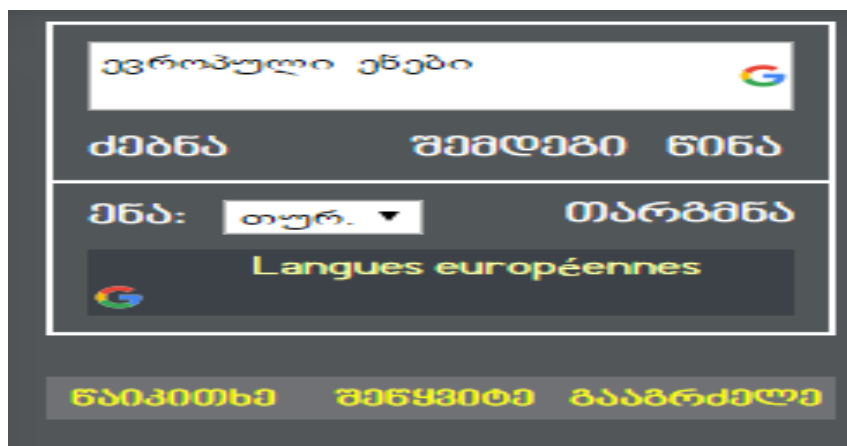 ევროპული ენები
ძებნა შემდეგი წინა
ენა: თურ. თარგმნა
Langues européennes
წაიკითხე შეწყვიტე გააგრძელე